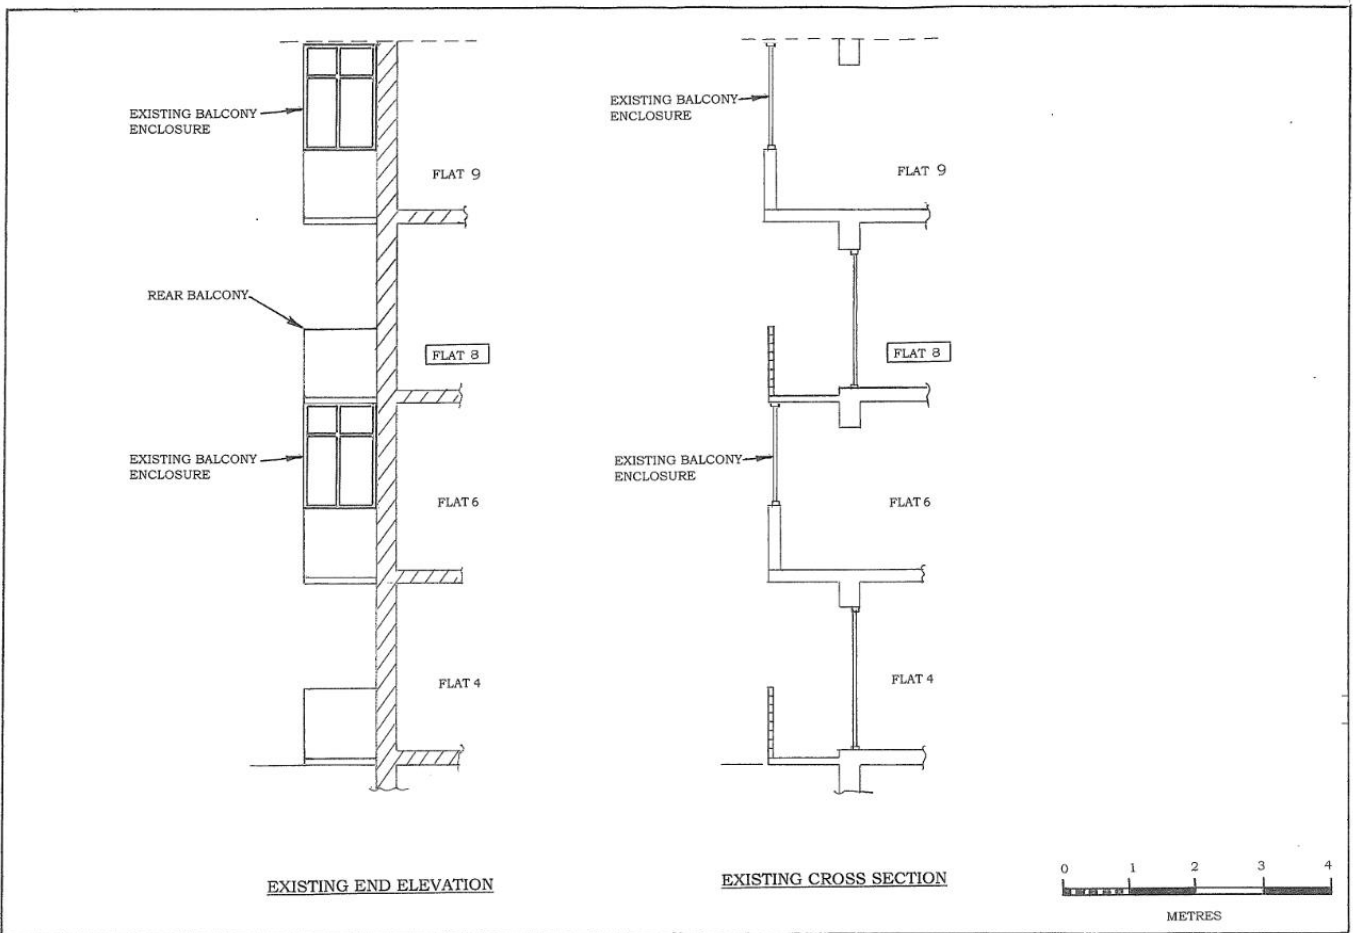 EXISTING BALCONY
ENCLOSURE
FLAT 9
REAR BALCONY
FLAT 8
EXISTING BALCONY
ENCLOSURE
FLAT 6
FLAT 4
EXISTING END ELEVATION
EXISTING BALCONY
ENCLOSURE
FLAT 9
FLAT 8
EXISTING BALCONY
ENCLOSURE
FLAT 6
FLAT 4
EXISTING CROSS SECTION
0 1 2 3 4
METRES